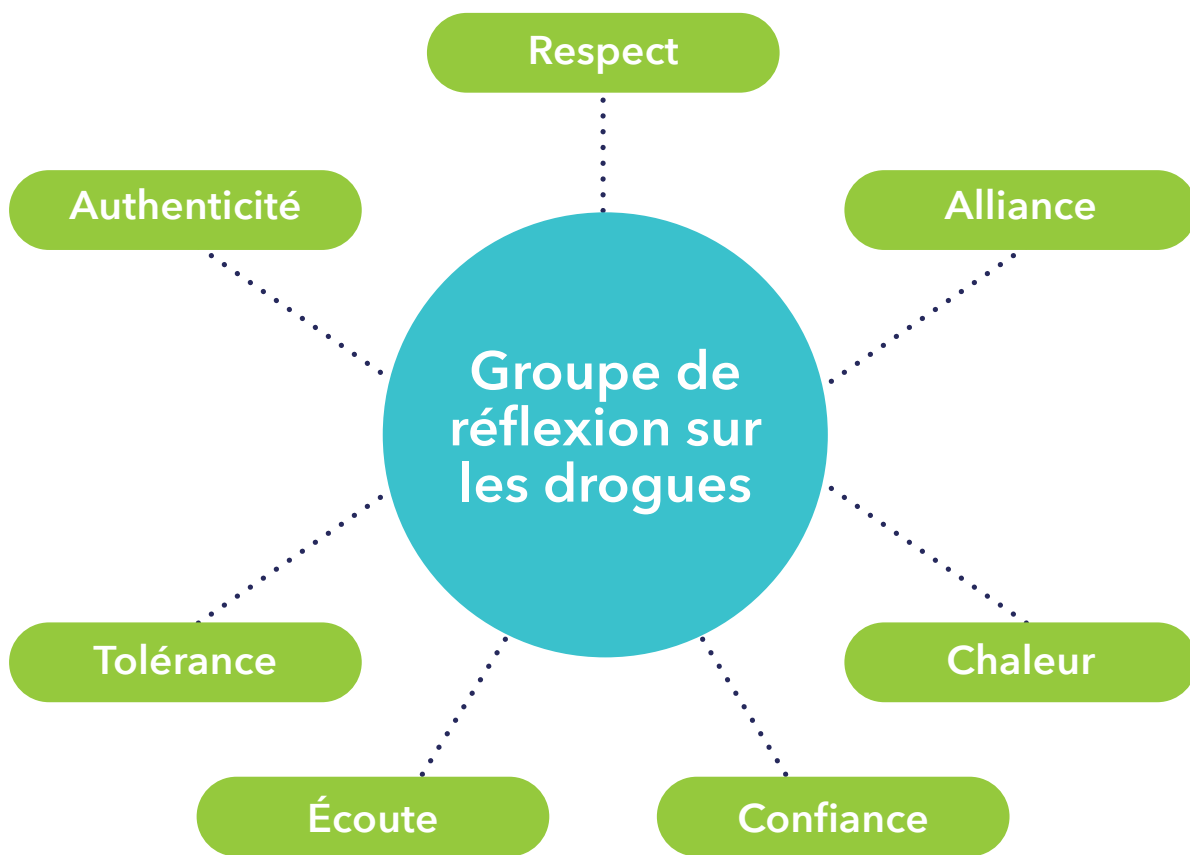 Respect
Authenticité
Alliance
Groupe de
réflexion sur
les drogues
Tolérance
Chaleur
Écoute
Confiance